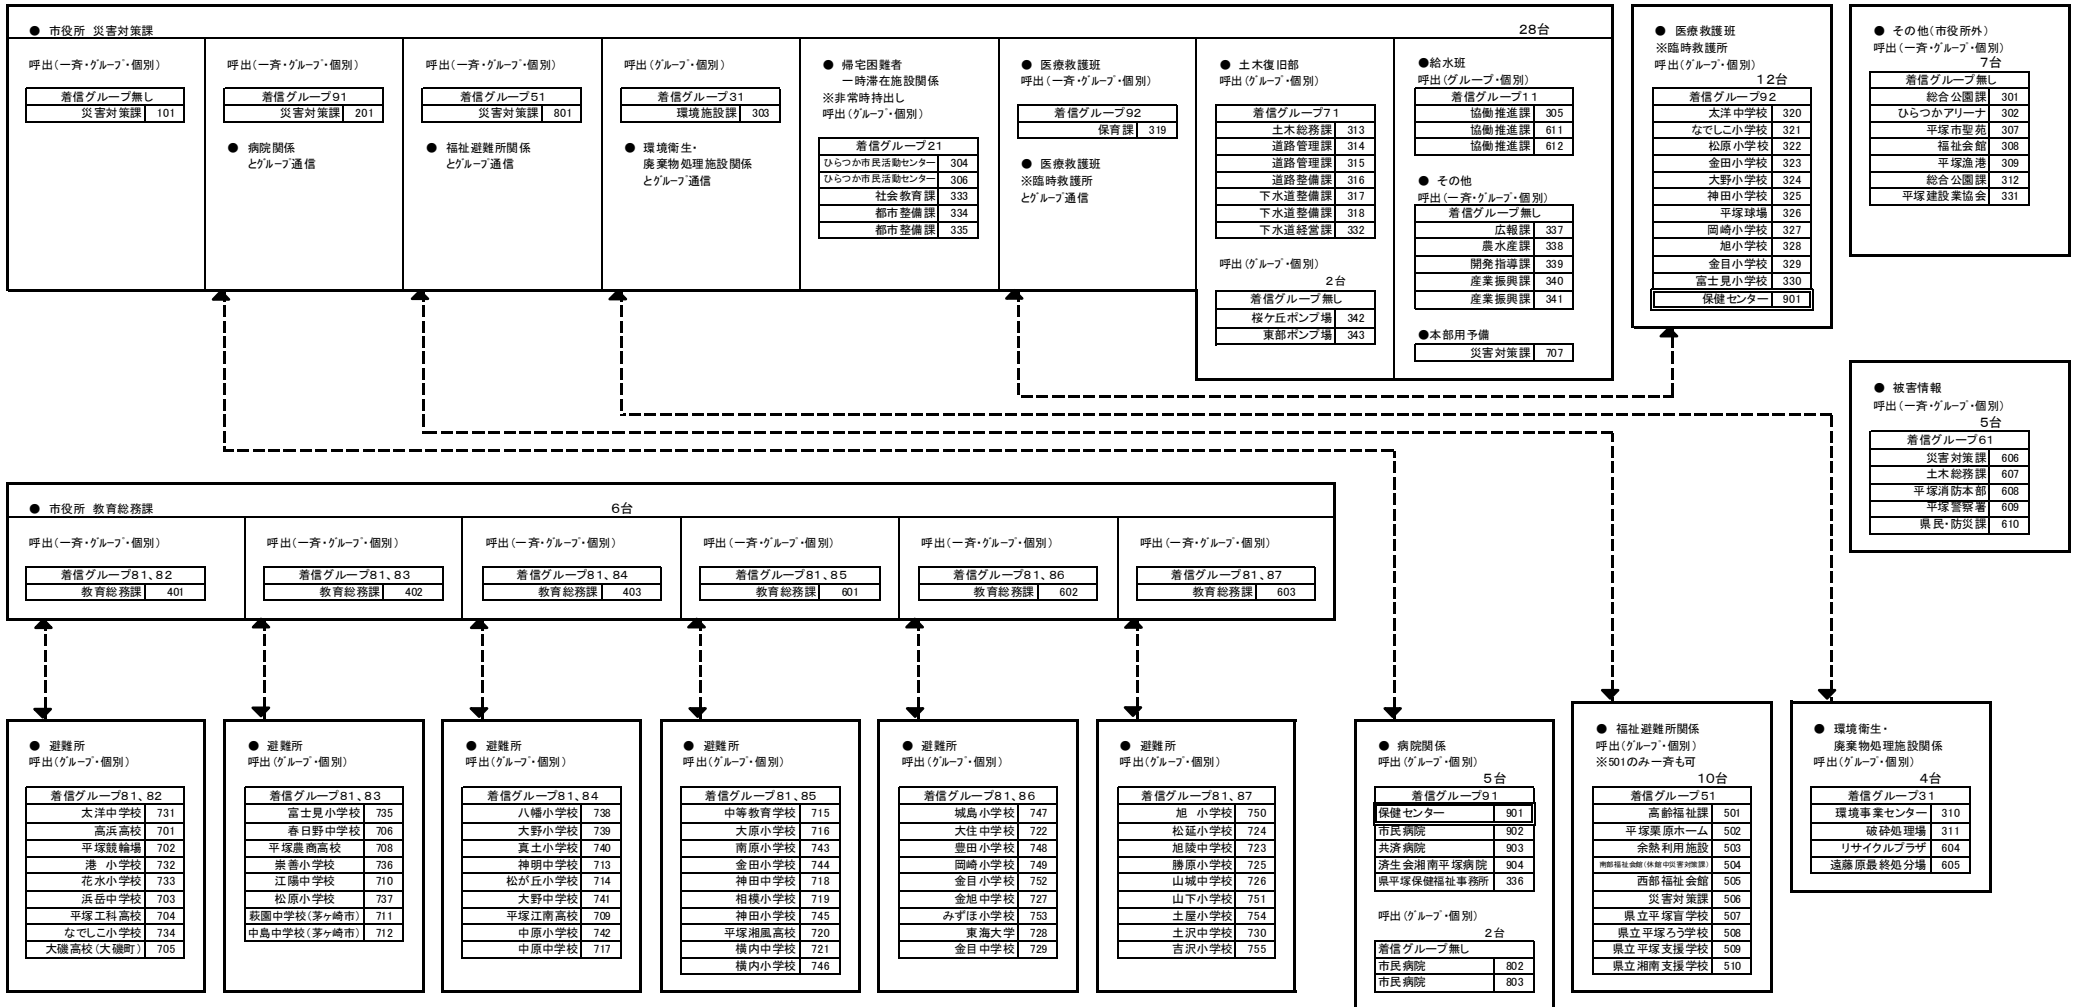 ● 市役所 災害対策課 28台
呼出(一斉・グループ・個別)
着信グループ無し
災害対策課 101
呼出(一斉・グループ・個別)
着信グループ91
災害対策課 201
● 病院関係
とグループ通信
呼出(一斉・グループ・個別)
着信グループ51
災害対策課 801
● 福祉避難所関係
とグループ通信
呼出(グループ・個別)
着信グループ31
環境施設課 303
● 環境衛生・
廃棄物処理施設関係
とグループ通信
● 帰宅困難者
一時滞在施設関係
※非常時持出し
呼出(グループ・個別)
着信グループ21
ひらつか市民活動センター 304
ひらつか市民活動センター 306
社会教育課 333
都市整備課 334
都市整備課 335
● 医療救護班
呼出(一斉・グループ・個別)
着信グループ92
保育課 319
● 医療救護班
※臨時救護所
とグループ通信
● 土木復旧部
呼出(グループ・個別)
着信グループ71
土木総務課 313
道路管理課 314
道路管理課 315
道路整備課 316
下水道整備課 317
下水道整備課 318
下水道経営課 332
呼出(グループ・個別)
2台
着信グループ無し
桜ケ丘ポンプ場 342
東部ポンプ場 343
●給水班
呼出(グループ・個別)
着信グループ11
協働推進課 305
協働推進課 611
協働推進課 612
● その他
呼出(一斉・グループ・個別)
着信グループ無し
広報課 337
農水産課 338
開発指導課 339
産業振興課 340
産業振興課 341
●本部用予備
災害対策課 707
● 医療救護班
※臨時救護所
呼出(グループ・個別)
12台
着信グループ92
太洋中学校 320
なでしこ小学校 321
松原小学校 322
金田小学校 323
大野小学校 324
神田小学校 325
平塚球場 326
岡崎小学校 327
旭小学校 328
金目小学校 329
富士見小学校 330
保健センター 901
● その他(市役所外)
呼出(一斉・グループ・個別)
7台
着信グループ無し
総合公園課 301
ひらつかアリーナ 302
平塚市聖苑 307
福祉会館 308
平塚漁港 309
総合公園課 312
平塚建設業協会 331
● 被害情報
呼出(一斉・グループ・個別)
5台
着信グループ61
災害対策課 606
土木総務課 607
平塚消防本部 608
平塚警察署 609
県民・防災課 610
● 市役所 教育総務課 6台
呼出(一斉・グループ・個別)
着信グループ81、82
教育総務課 401
呼出(一斉・グループ・個別)
着信グループ81、83
教育総務課 402
呼出(一斉・グループ・個別)
着信グループ81、84
教育総務課 403
呼出(一斉・グループ・個別)
着信グループ81、85
教育総務課 601
呼出(一斉・グループ・個別)
着信グループ81、86
教育総務課 602
呼出(一斉・グループ・個別)
着信グループ81、87
教育総務課 603
● 避難所
呼出(グループ・個別)
着信グループ81、82
太洋中学校 731
高浜高校 701
平塚競輪場 702
港 小学校 732
花水小学校 733
浜岳中学校 703
平塚工科高校 704
なでしこ小学校 734
大磯高校(大磯町) 705
● 避難所
呼出(グループ・個別)
着信グループ81、83
富士見小学校 735
春日野中学校 706
平塚農商高校 708
崇善小学校 736
江陽中学校 710
松原小学校 737
萩園中学校(茅ヶ崎市) 711
中島中学校(茅ヶ崎市) 712
● 避難所
呼出(グループ・個別)
着信グループ81、84
八幡小学校 738
大野小学校 739
真土小学校 740
神明中学校 713
松が丘小学校 714
大野中学校 741
平塚江南高校 709
中原小学校 742
中原中学校 717
● 避難所
呼出(グループ・個別)
着信グループ81、85
中等教育学校 715
大原小学校 716
南原小学校 743
金田小学校 744
神田中学校 718
相模小学校 719
神田小学校 745
平塚湘風高校 720
横内中学校 721
横内小学校 746
● 避難所
呼出(グループ・個別)
着信グループ81、86
城島小学校 747
大住中学校 722
豊田小学校 748
岡崎小学校 749
金目小学校 752
金旭中学校 727
みずほ小学校 753
東海大学 728
金目中学校 729
● 避難所
呼出(グループ・個別)
着信グループ81、87
旭 小学校 750
松延小学校 724
旭陵中学校 723
勝原小学校 725
山城中学校 726
山下小学校 751
土屋小学校 754
土沢中学校 730
吉沢小学校 755
● 病院関係
呼出(グループ・個別)
5台
着信グループ91
保健センター 901
市民病院 902
共済病院 903
済生会湘南平塚病院 904
県平塚保健福祉事務所 336
呼出(グループ・個別)
2台
着信グループ無し
市民病院 802
市民病院 803
● 福祉避難所関係
呼出(グループ・個別)
※501のみ一斉も可
10台
着信グループ51
高齢福祉課 501
平塚栗原ホーム 502
余熱利用施設 503
南部福祉会館(休館中災害対策課) 504
西部福祉会館 505
災害対策課 506
県立平塚盲学校 507
県立平塚ろう学校 508
県立平塚支援学校 509
県立湘南支援学校 510
● 環境衛生・
廃棄物処理施設関係
呼出(グループ・個別)
4台
着信グループ31
環境事業センター 310
破砕処理場 311
リサイクルプラザ 604
遠藤原最終処分場 605